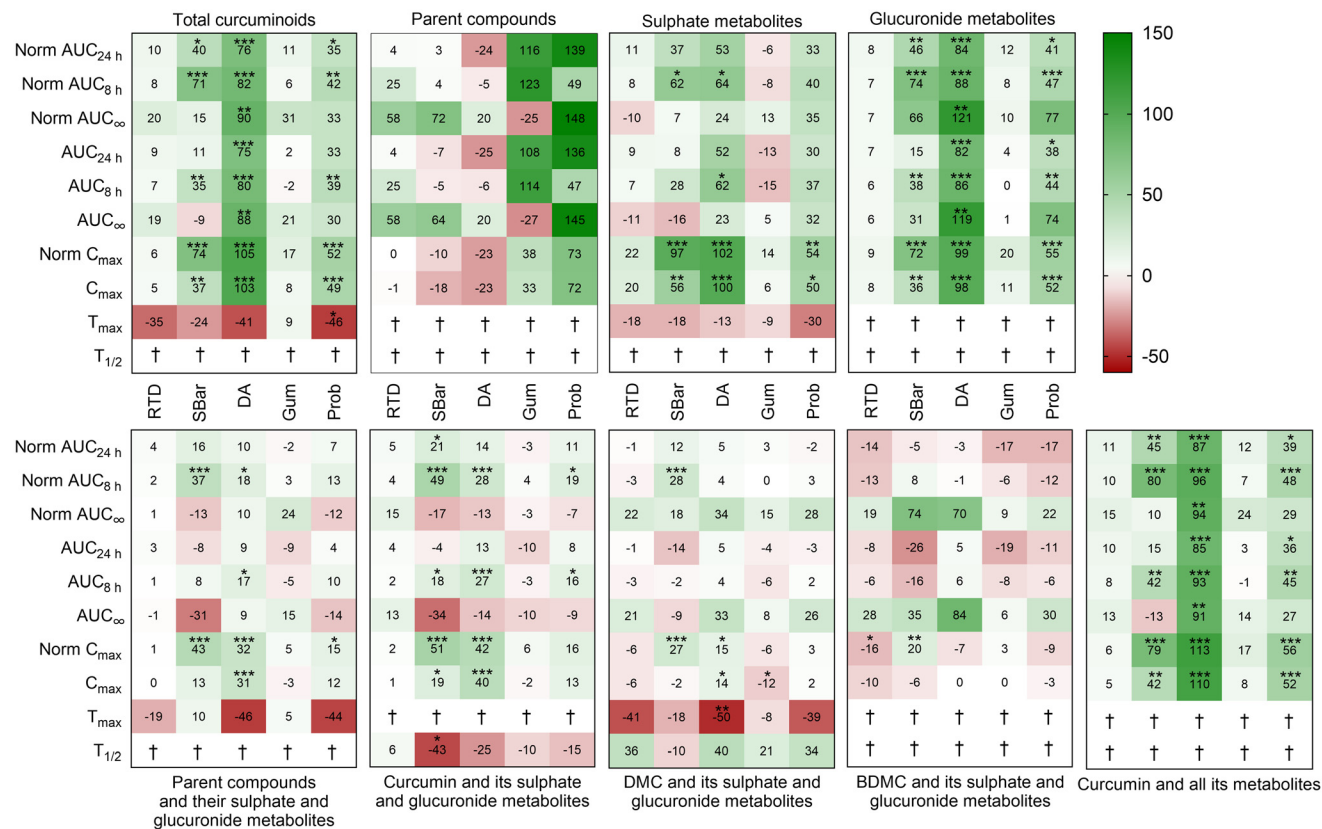 Total curcuminoids Parent compounds Sulphate metabolites Glucuronide metabolites
Norm AUC24 h 10 *40 ***76 11 *35 4 3 -24 116 139 11 37 53 -6 33 8 **46 ***84 12 *41 150
Norm AUC8 h 8 ***71 ***82 6 **42 25 4 -5 123 49 8 *62 *64 -8 40 7 ***74 ***88 8 ***47
Norm AUC∞ 20 15 **90 31 33 58 72 20 -25 148 -10 7 24 13 35 7 66 **121 10 77 100
AUC24 h 9 11 ***75 2 33 4 -7 -25 108 136 9 8 52 -13 30 7 15 ***82 4 *38
AUC8 h 7 **35 ***80 -2 **39 25 -5 -6 114 47 7 28 *62 -15 37 6 **38 ***86 0 **44 50
AUC∞ 19 -9 **88 21 30 58 64 20 -27 145 -11 -16 23 5 32 6 31 **119 1 74
Norm Cmax 6 ***74 ***105 17 ***52 0 -10 -23 38 73 22 ***97 ***102 14 **54 9 ***72 ***99 20 ***55 0
Cmax 5 **37 ***103 8 ***49 -1 -18 -23 33 72 20 **56 ***100 6 *50 8 **36 ***98 11 ***52
Tmax -35 -24 -41 9 *-46 † † † † † -18 -18 -13 -9 -30 † † † † † -50
T1/2 † † † † † † † † † † † † † † † † † † † †
RTD SBar DA Gum Prob RTD SBar DA Gum Prob RTD SBar DA Gum Prob RTD SBar DA Gum Prob
Norm AUC24 h 4 16 10 -2 7 5 *21 14 -3 11 -1 12 5 3 -2 -14 -5 -3 -17 -17 11 **45 ***87 12 *39
Norm AUC8 h 2 ***37 *18 3 13 4 ***49 ***28 4 *19 -3 ***28 4 0 3 -13 8 -1 -6 -12 10 ***80 ***96 7 ***48
Norm AUC∞ 1 -13 10 24 -12 15 -17 -13 -3 -7 22 18 34 15 28 19 74 70 9 22 15 10 **94 24 29
AUC24 h 3 -8 9 -9 4 4 -4 13 -10 8 -1 -14 5 -4 -3 -8 -26 5 -19 -11 10 15 ***85 3 *36
AUC8 h 1 8 *17 -5 10 2 *18 ***27 -3 *16 -3 -2 4 -6 2 -6 -16 6 -8 -6 8 **42 ***93 -1 **45
AUC∞ -1 -31 9 15 -14 13 -34 -14 -10 -9 21 -9 33 8 26 28 35 84 6 30 13 -13 **91 14 27
Norm Cmax 1 ***43 ***32 5 *15 2 ***51 ***42 6 16 -6 ***27 *15 -6 3 *-16 **20 -7 3 -9 6 ***79 ***113 17 ***56
Cmax 0 13 ***31 -3 12 1 *19 ***40 -2 13 -6 -2 *14 *-12 2 -10 -6 0 0 -3 5 **42 ***110 8 ***52
Tmax -19 10 -46 5 -44 † † † † † -41 -18 **-50 -8 -39 † † † † † † † † † †
T1/2 † † † † † 6 *-43 -25 -10 -15 36 -10 40 21 34 † † † † † † † † † †
Parent compounds
and their sulphate and
glucuronide metabolites
Curcumin and its sulphate
and glucuronide metabolites
DMC and its sulphate and
glucuronide metabolites
BDMC and its sulphate and
glucuronide metabolites
Curcumin and all its metabolites